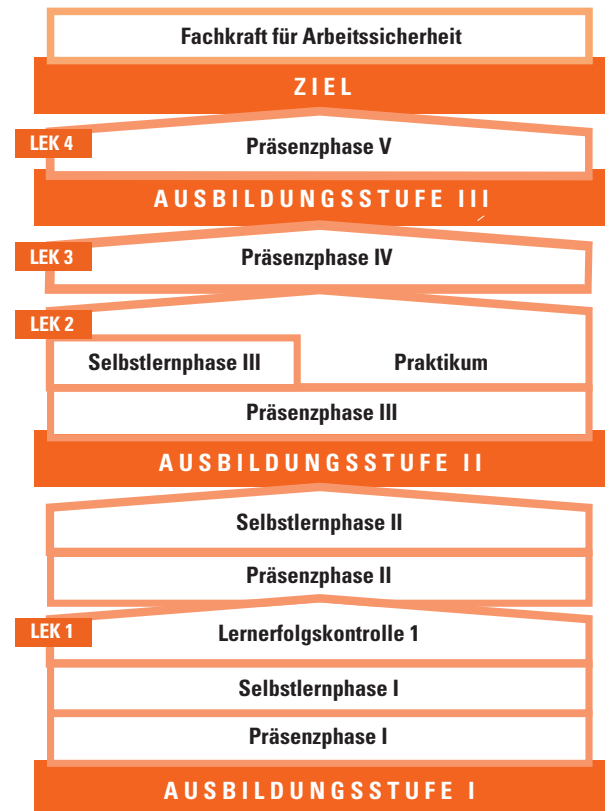 Fachkraft für Arbeitssicherheit
ZIEL
LEK 4
Präsenzphase V
AUSBILDUNGSSTUFE III
LEK 3
Präsenzphase IV
LEK 2
Selbstlernphase III
Praktikum
Präsenzphase III
AUSBILDUNGSSTUFE II
Selbstlernphase II
Präsenzphase II
LEK 1
Lernerfolgskontrolle 1
Selbstlernphase I
Präsenzphase I
AUSBILDUNGSSTUFE I